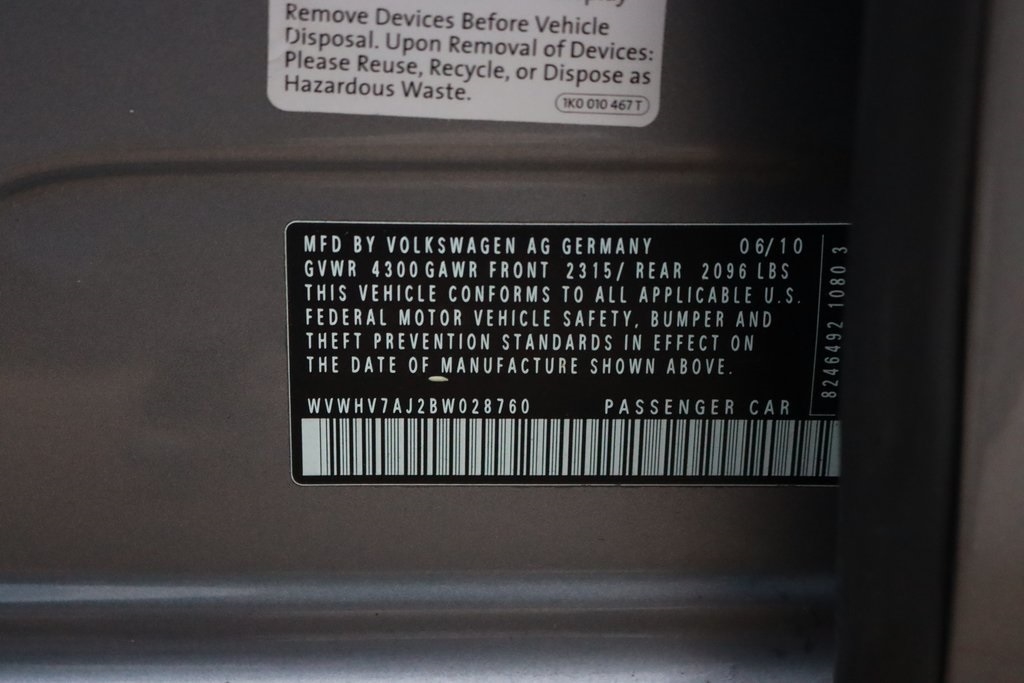 Remove Devices Before Vehicle
Disposal. Upon Removal of Devices:
Please Reuse, Recycle, or Dispose as
Hazardous Waste.
1K0 010 467 T
MFD BY VOLKSWAGEN AG GERMANY 06/10
GVWR 4300 GAWR FRONT 2315/ REAR 2096 LBS
THIS VEHICLE CONFORMS TO ALL APPLICABLE U.S.
FEDERAL MOTOR VEHICLE SAFETY, BUMPER AND
THEFT PREVENTION STANDARDS IN EFFECT ON
THE DATE OF MANUFACTURE SHOWN ABOVE.
WVWHV7AJ2BW028760 PASSENGER CAR
8246492 1080 3